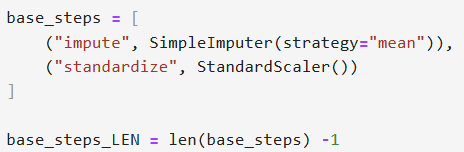 base_steps = [
("impute", SimpleImputer(strategy="mean")),
("standardize", StandardScaler())
]
base_steps_LEN = len(base_steps) -1